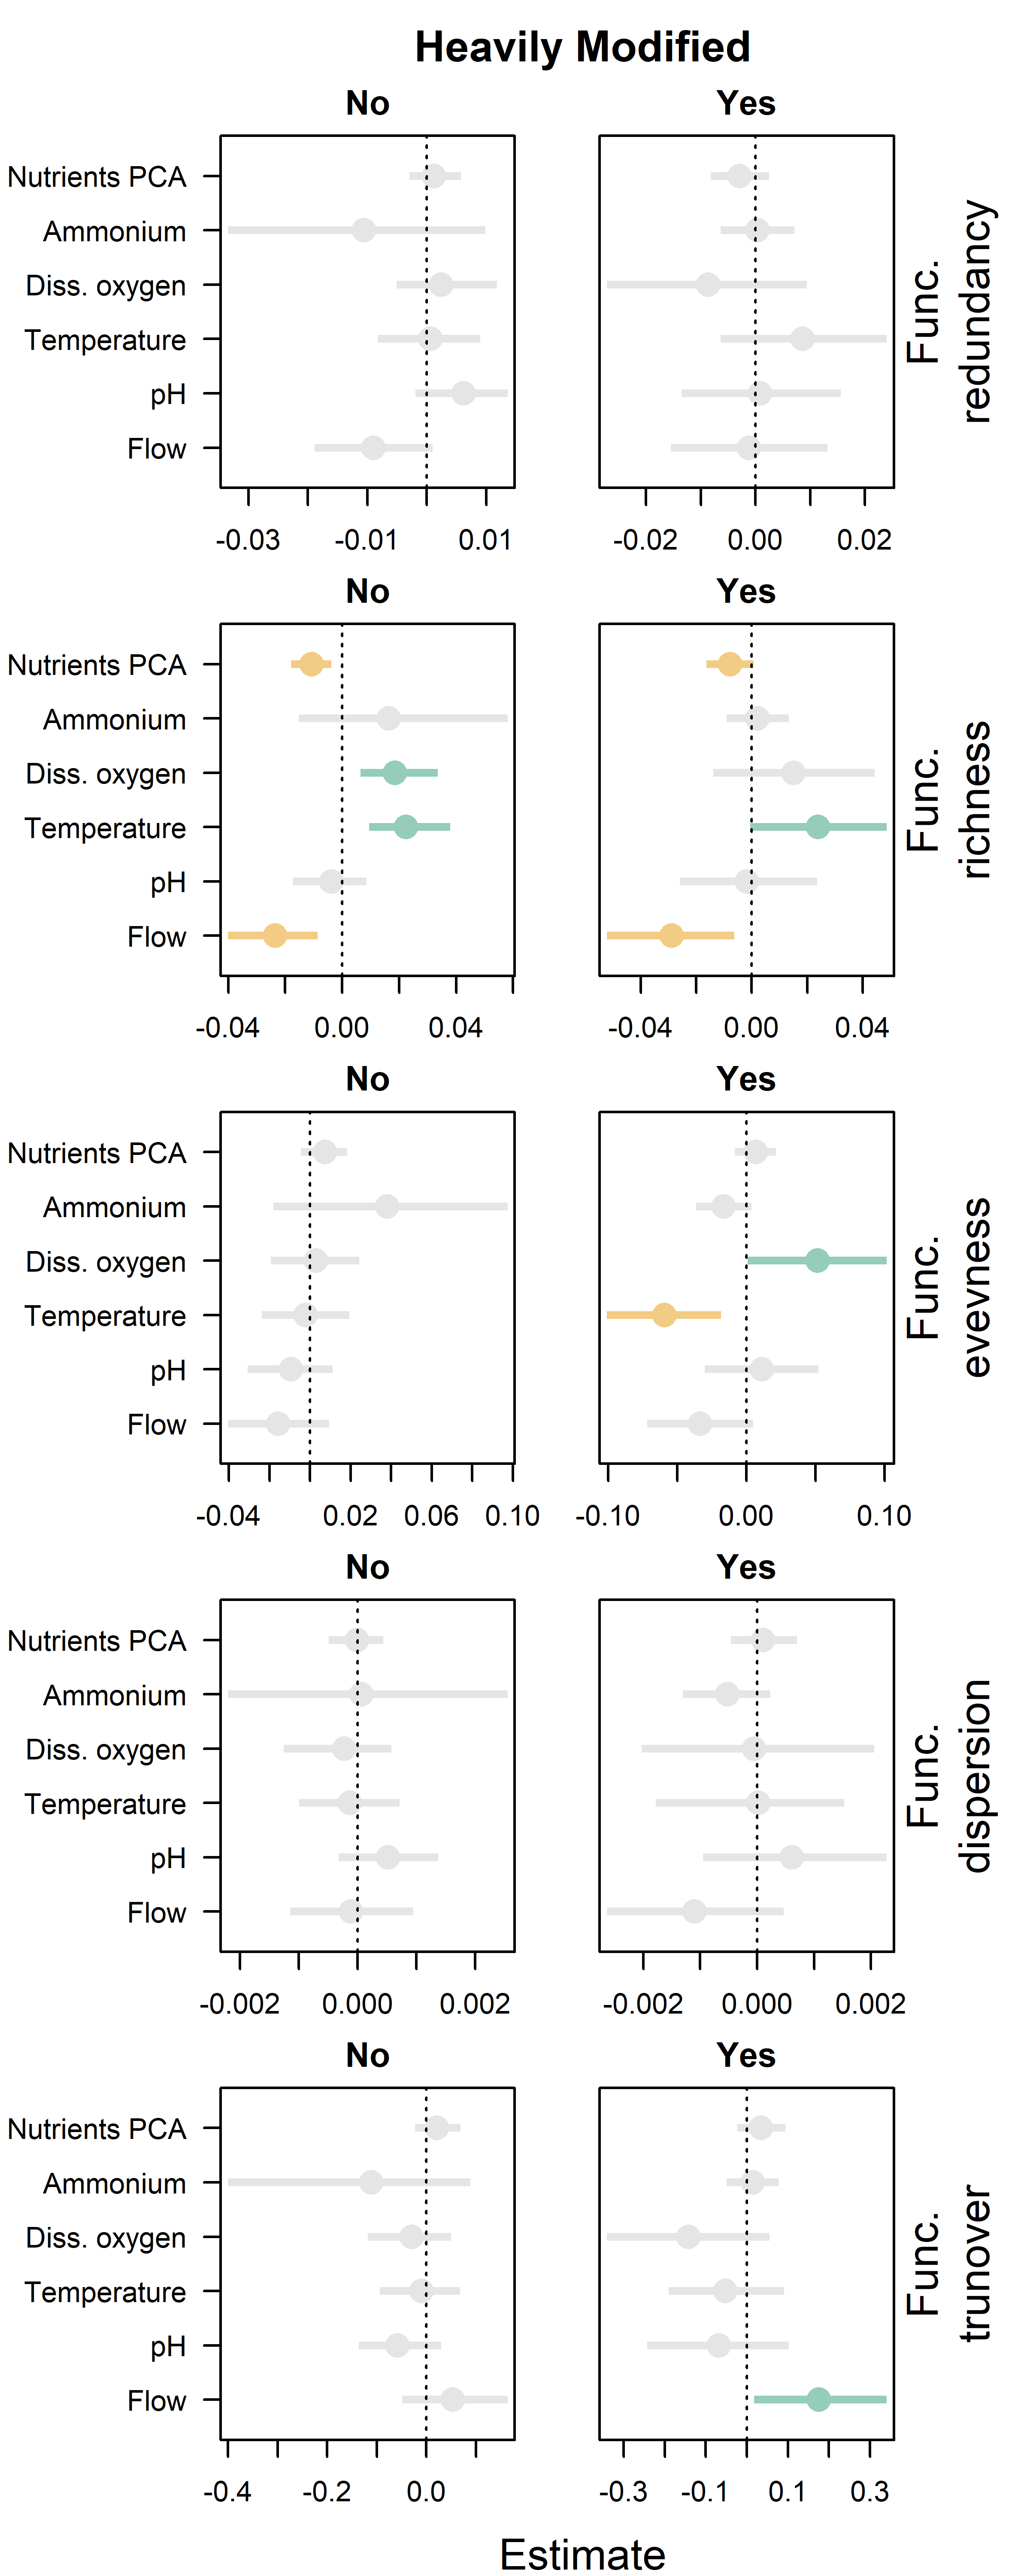 Heavily Modified
No Yes
Nutrients PCA
Ammonium
Diss. oxygen
Temperature
pH
Flow
Func.
redundancy
-0.03 -0.01 0.01 -0.02 0.00 0.02
No Yes
Nutrients PCA
Ammonium
Diss. oxygen
Temperature
pH
Flow
Func.
richness
-0.04 0.00 0.04 -0.04 0.00 0.04
No Yes
Nutrients PCA
Ammonium
Diss. oxygen
Temperature
pH
Flow
Func.
evevness
-0.04 0.02 0.06 0.10 -0.10 0.00 0.10
No Yes
Nutrients PCA
Ammonium
Diss. oxygen
Temperature
pH
Flow
Func.
dispersion
-0.002 0.000 0.002 -0.002 0.000 0.002
No Yes
Nutrients PCA
Ammonium
Diss. oxygen
Temperature
pH
Flow
Func.
trunover
-0.4 -0.2 0.0 -0.3 -0.1 0.1 0.3
Estimate